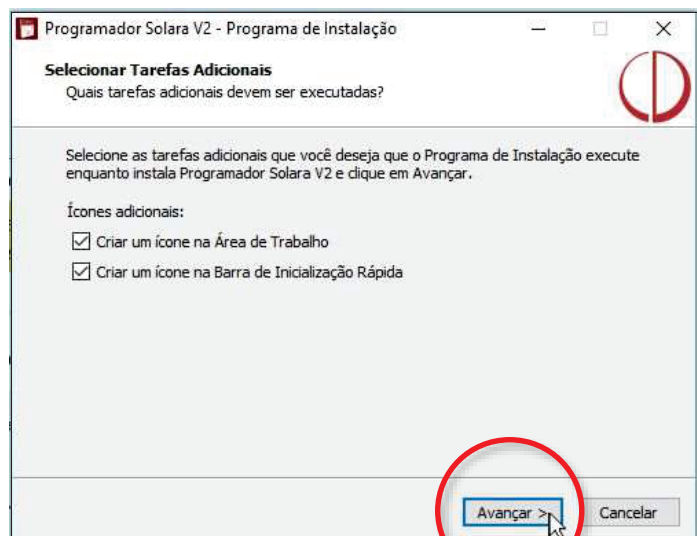 Programador Solara V2 - Programa de Instalação
Selecionar Tarefas Adicionais
Quais tarefas adicionais devem ser executadas?
Selecione as tarefas adicionais que você deseja que o Programa de Instalação execute
enquanto instala Programador Solara V2 e clique em Avançar.
Ícones adicionais:
Criar um ícone na Área de Trabalho
Criar um ícone na Barra de Inicialização Rápida
Avançar >
Cancelar